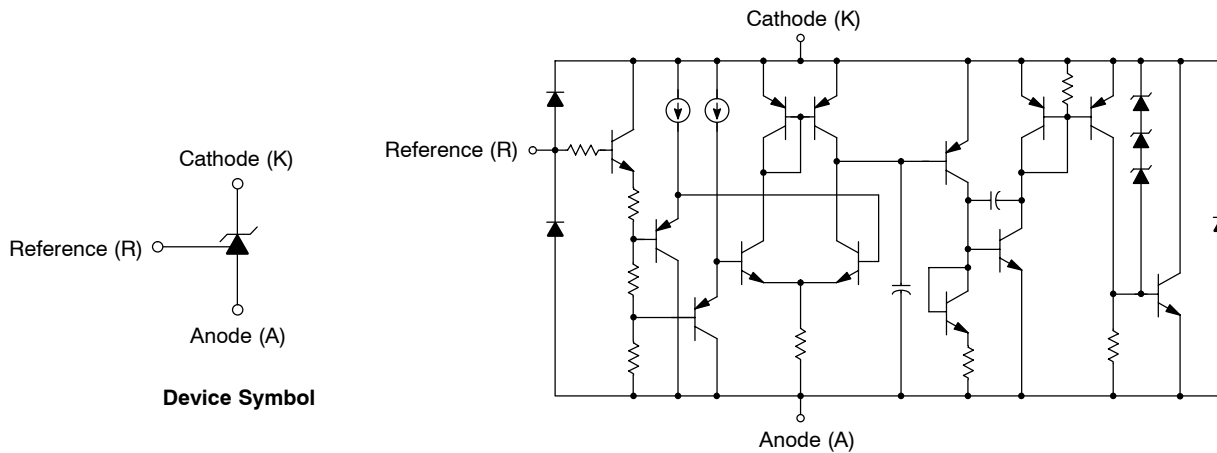 Cathode (K)
Reference (R)
Anode (A)
Device Symbol
Cathode (K)
Reference (R)
Anode (A)